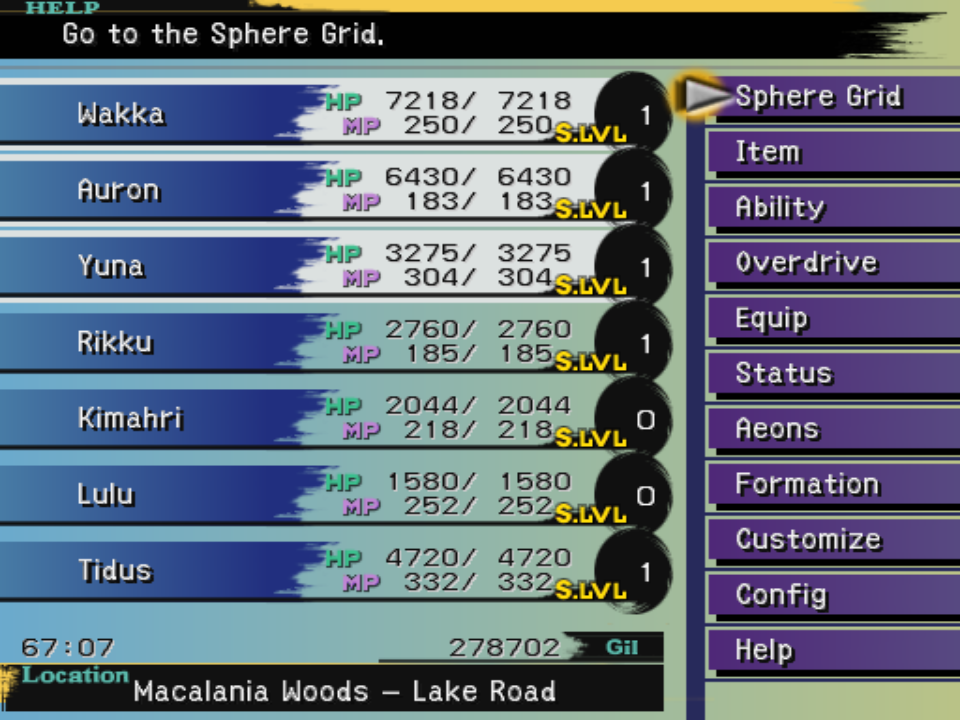 HELP
Go to the Sphere Grid.
Wakka HP 7218/ 7218 MP 250/ 250 S.LVL 1
Auron HP 6430/ 6430 MP 183/ 183 S.LVL 1
Yuna HP 3275/ 3275 MP 304/ 304 S.LVL 1
Rikku HP 2760/ 2760 MP 185/ 185 S.LVL 1
Kimahri HP 2044/ 2044 MP 218/ 218 S.LVL 0
Lulu HP 1580/ 1580 MP 252/ 252 S.LVL 0
Tidus HP 4720/ 4720 MP 332/ 332 S.LVL 1
Sphere Grid
Item
Ability
Overdrive
Equip
Status
Aeons
Formation
Customize
Config
Help
67:07 278702 Gil
Location
Macalania Woods – Lake Road